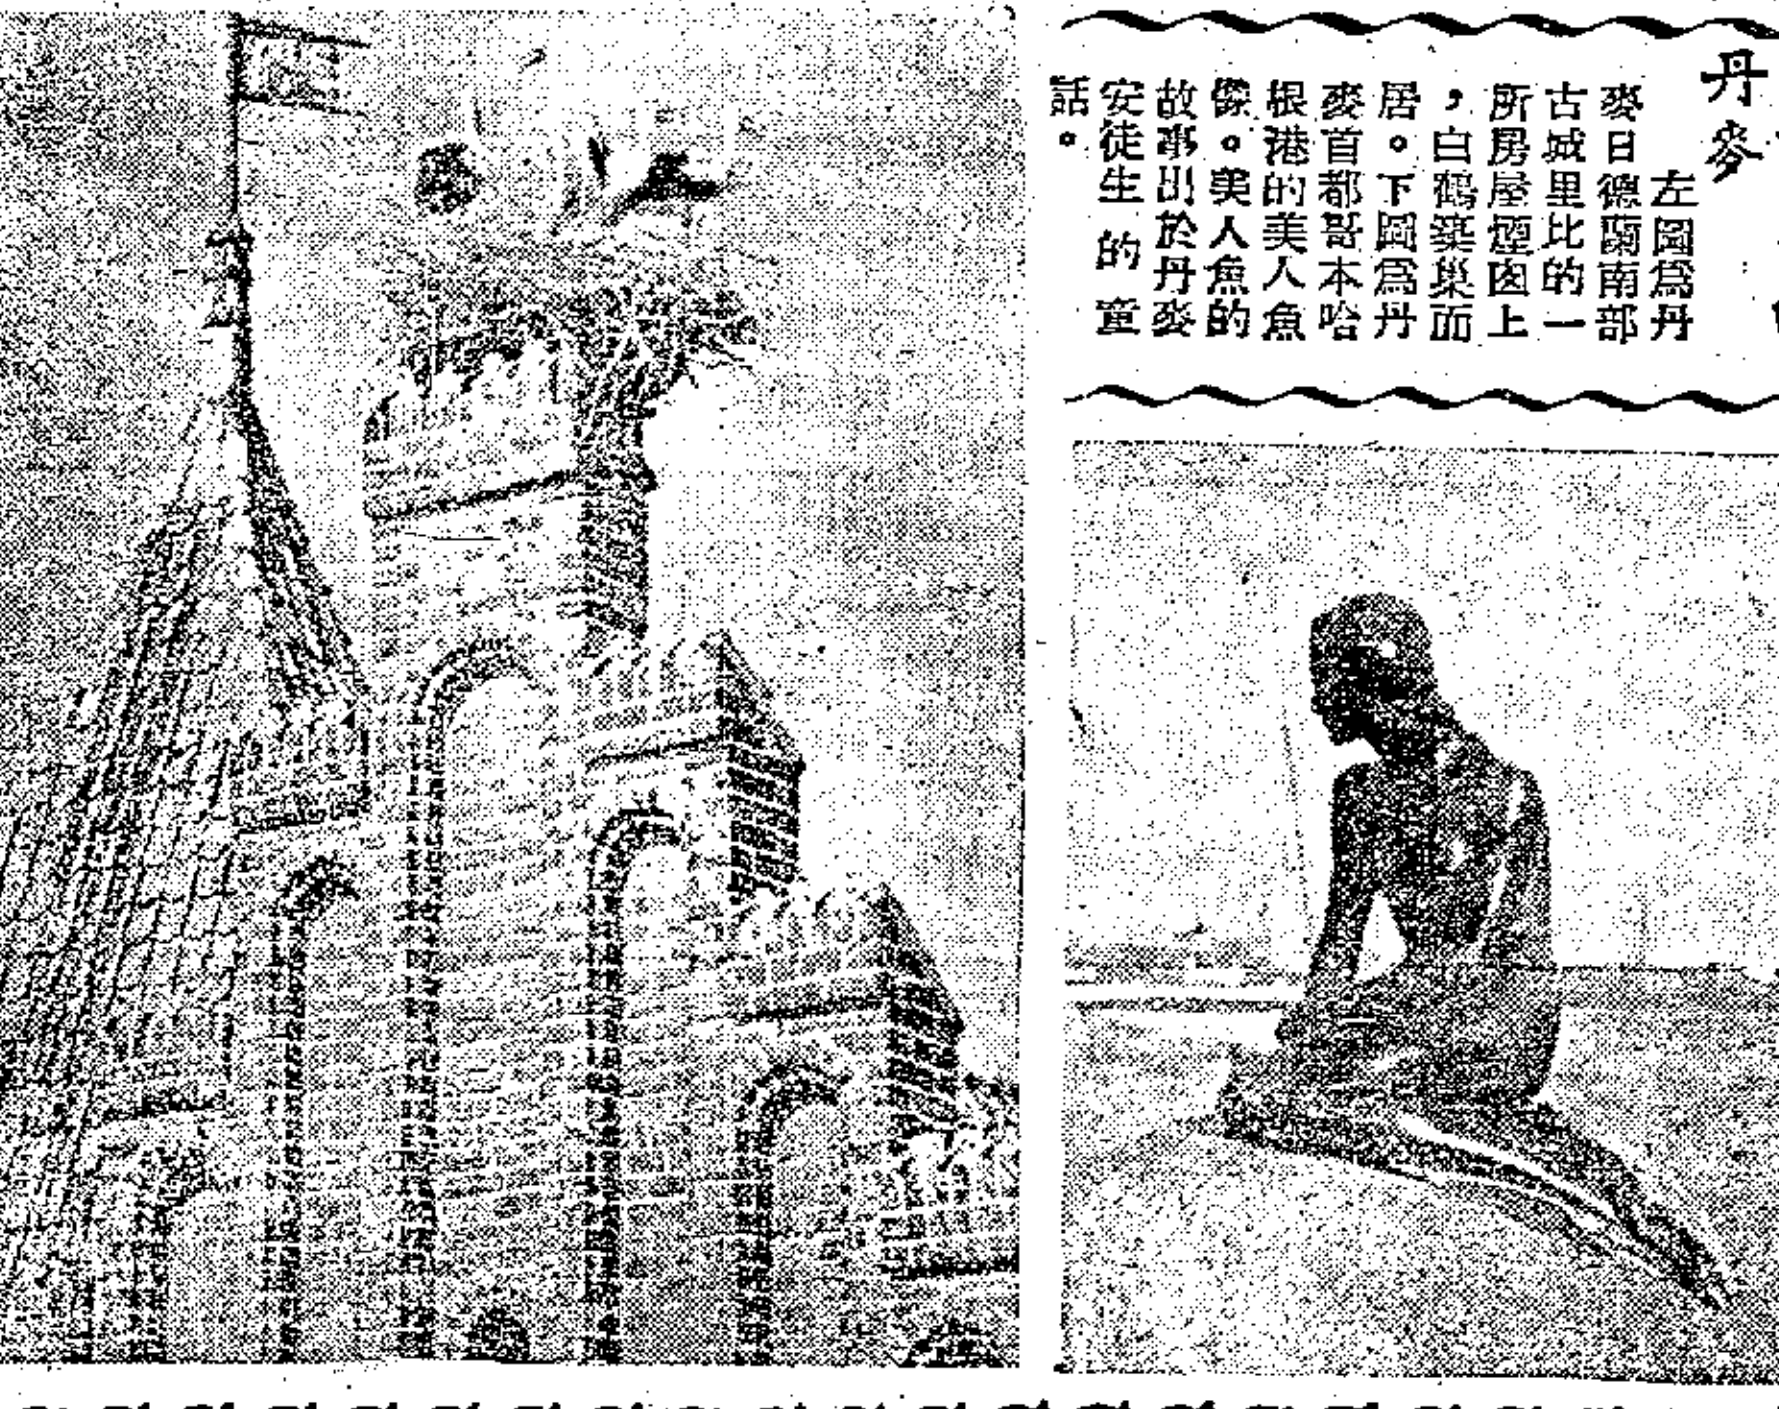 丹麥
左圖爲丹
麥日德蘭南部
古城里比的一
所房屋煙囱上
，白鶴築巢而
居。下圖爲丹
麥首都哥本哈
根港的美人魚
像。美人魚的
故事出於丹麥
安徒生的童
話。